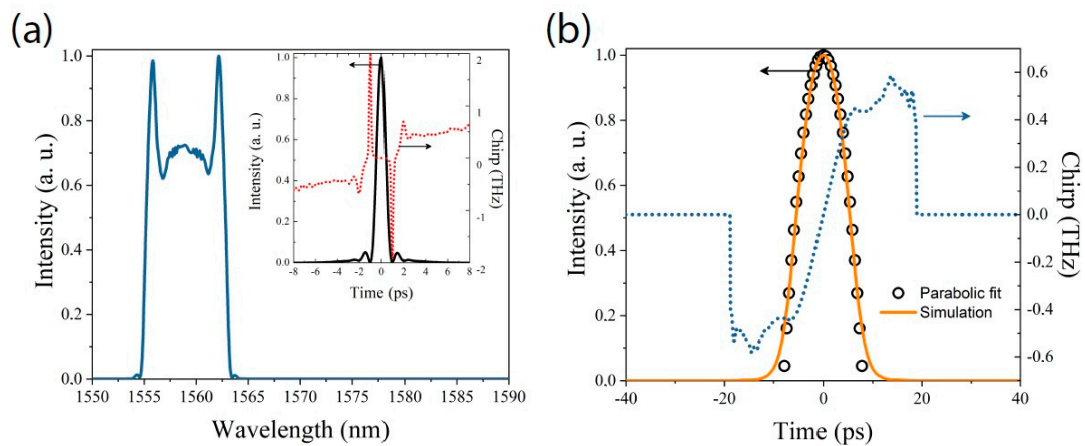 (a)
Intensity (a. u.)
1.0
0.8
0.6
0.4
0.2
0.0
1550 1555 1560 1565 1570 1575 1580 1585 1590
Wavelength (nm)
Intensity (a. u.)
1.0
0.8
0.6
0.4
0.2
0.0
-8 -6 -4 -2 0 2 4 6 8
Time (ps)
2
1
0
-1
-2
Chirp (THz)
(b)
Intensity (a. u.)
1.0
0.8
0.6
0.4
0.2
0.0
-40 -20 0 20 40
Time (ps)
0.6
0.4
0.2
0.0
-0.2
-0.4
-0.6
Chirp (THz)
Parabolic fit
Simulation